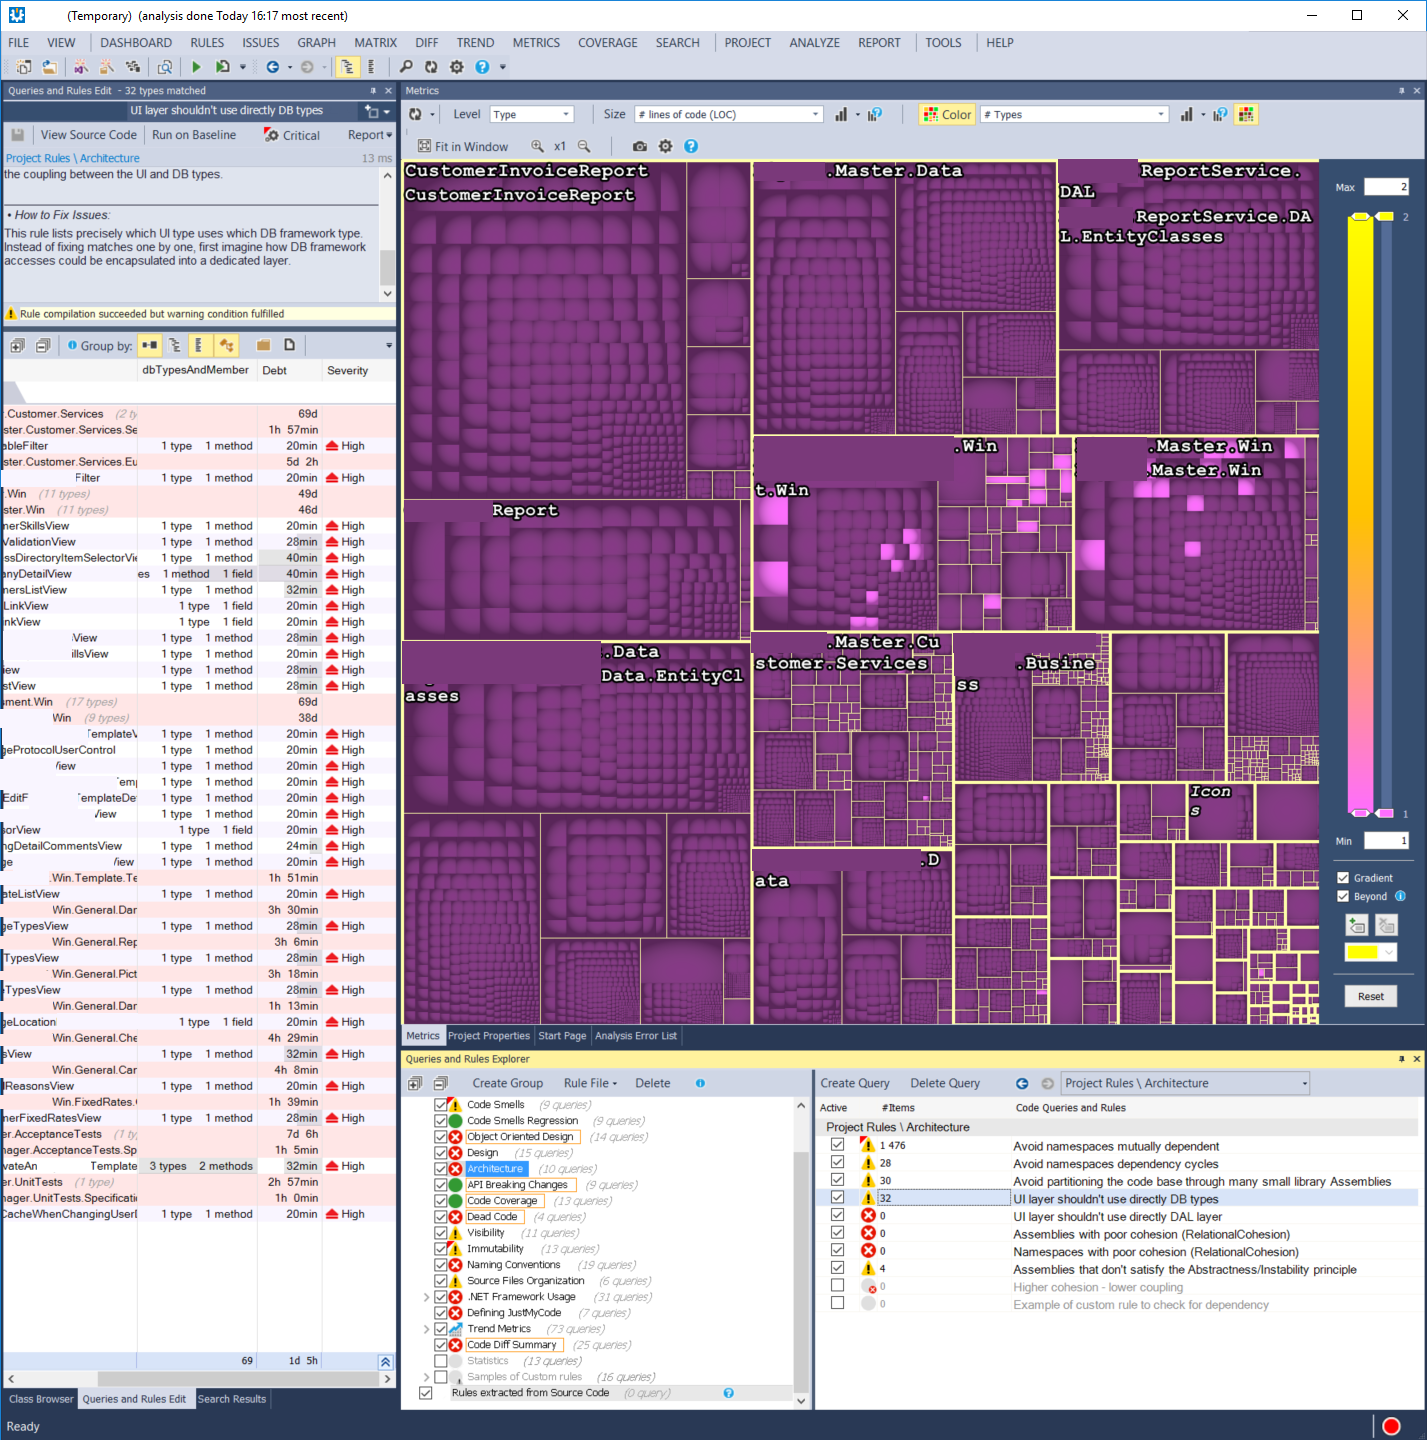 (Temporary) (analysis done Today 16:17 most recent)
FILE VIEW DASHBOARD RULES ISSUES GRAPH MATRIX DIFF TREND METRICS COVERAGE SEARCH PROJECT ANALYZE REPORT TOOLS HELP
Queries and Rules Edit - 32 types matched
UI layer shouldn't use directly DB types
View Source Code Run on Baseline Critical Report
Project Rules \ Architecture 13 ms
the coupling between the UI and DB types.
• How to Fix Issues:
This rule lists precisely which UI type uses which DB framework type.
Instead of fixing matches one by one, first imagine how DB framework
accesses could be encapsulated into a dedicated layer.
Rule compilation succeeded but warning condition fulfilled
Group by:
dbTypesAndMember Debt Severity
.Customer.Services (2 ty 69d
ster.Customer.Services.Se 1h 57min
ableFilter 1 type 1 method 20min High
ster.Customer.Services.Eu 5d 2h
Filter 1 type 1 method 20min High
.Win (11 types) 49d
ster.Win (11 types) 46d
nerSkillsView 1 type 1 method 20min High
ValidationView 1 type 1 method 28min High
ssDirectoryItemSelectorVie 1 type 1 method 40min High
anyDetailView es 1 method 1 field 40min High
nersListView 1 type 1 method 32min High
LinkView 1 type 1 field 20min High
nkView 1 type 1 field 20min High
View 1 type 1 method 28min High
illsView 1 type 1 method 20min High
iew 1 type 1 method 28min High
stView 1 type 1 method 28min High
sment.Win (17 types) 69d
Win (9 types) 38d
TemplateV 1 type 1 method 20min High
geProtocolUserControl 1 type 1 method 20min High
View 1 type 1 method 20min High
Temp 1 type 1 method 20min High
EditF TemplateDe 1 type 1 method 20min High
View 1 type 1 method 20min High
sorView 1 type 1 field 20min High
ngDetailCommentsView 1 type 1 method 24min High
ge View 1 type 1 method 20min High
.Win.Template.Te 1h 51min
ateListView 1 type 1 method 20min High
Win.General.Dar 3h 30min
geTypesView 1 type 1 method 28min High
Win.General.Rep 3h 6min
TypesView 1 type 1 method 28min High
Win.General.Pict 3h 18min
eTypesView 1 type 1 method 28min High
Win.General.Dar 1h 13min
geLocation 1 type 1 field 20min High
Win.General.Che 4h 29min
sView 1 type 1 method 32min High
Win.General.Car 4h 8min
lReasonsView 1 type 1 method 20min High
Win.FixedRates. 1h 39min
nerFixedRatesView 1 type 1 method 28min High
er.AcceptanceTests (1 ty 7d 6h
nager.AcceptanceTests.Sp 1h 5min
vateAn Template 3 types 2 methods 32min High
er.UnitTests (1 type) 2h 57min
nager.UnitTests.Specificati 1h 0min
CacheWhenChangingUserD 1 type 1 method 20min High
69 1d 5h
Class Browser Queries and Rules Edit Search Results
Ready
Metrics
Level Type Size # lines of code (LOC) Color # Types
Fit in Window x1
CustomerInvoiceReport
CustomerInvoiceReport
.Master.Data
ReportService.
DAL
ReportService.DA
L.EntityClasses
.Win
t.Win
.Master.Win
.Master.Win
Report
.Data
Data.EntityCl
asses
.Master.Cu
stomer.Services
.Busine
ss
Icon
s
.D
ata
Max 2
2
1
Min 1
Gradient
Beyond
Reset
Metrics Project Properties Start Page Analysis Error List
Queries and Rules Explorer
Create Group Rule File Delete
Code Smells (9 queries)
Code Smells Regression (9 queries)
Object Oriented Design (14 queries)
Design (15 queries)
Architecture (10 queries)
API Breaking Changes (9 queries)
Code Coverage (13 queries)
Dead Code (4 queries)
Visibility (11 queries)
Immutability (13 queries)
Naming Conventions (19 queries)
Source Files Organization (6 queries)
.NET Framework Usage (31 queries)
Defining JustMyCode (7 queries)
Trend Metrics (73 queries)
Code Diff Summary (25 queries)
Statistics (13 queries)
Samples of Custom rules (16 queries)
Rules extracted from Source Code (0 query)
Create Query Delete Query Project Rules \ Architecture
Active #Items Code Queries and Rules
Project Rules \ Architecture
1 476 Avoid namespaces mutually dependent
28 Avoid namespaces dependency cycles
30 Avoid partitioning the code base through many small library Assemblies
32 UI layer shouldn't use directly DB types
0 UI layer shouldn't use directly DAL layer
0 Assemblies with poor cohesion (RelationalCohesion)
0 Namespaces with poor cohesion (RelationalCohesion)
4 Assemblies that don't satisfy the Abstractness/Instability principle
0 Higher cohesion - lower coupling
0 Example of custom rule to check for dependency